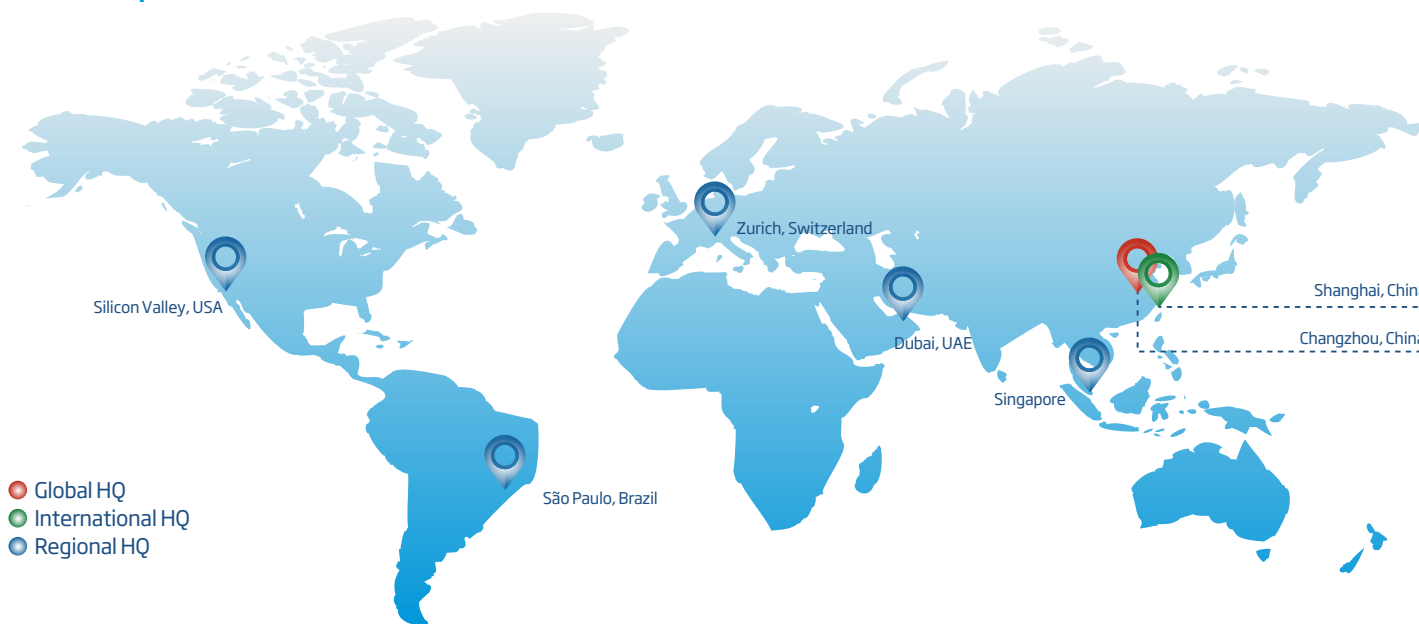 Zurich, Switzerland
Silicon Valley, USA
Shanghai, China
Dubai, UAE
Changzhou, China
Singapore
São Paulo, Brazil
Global HQ
International HQ
Regional HQ